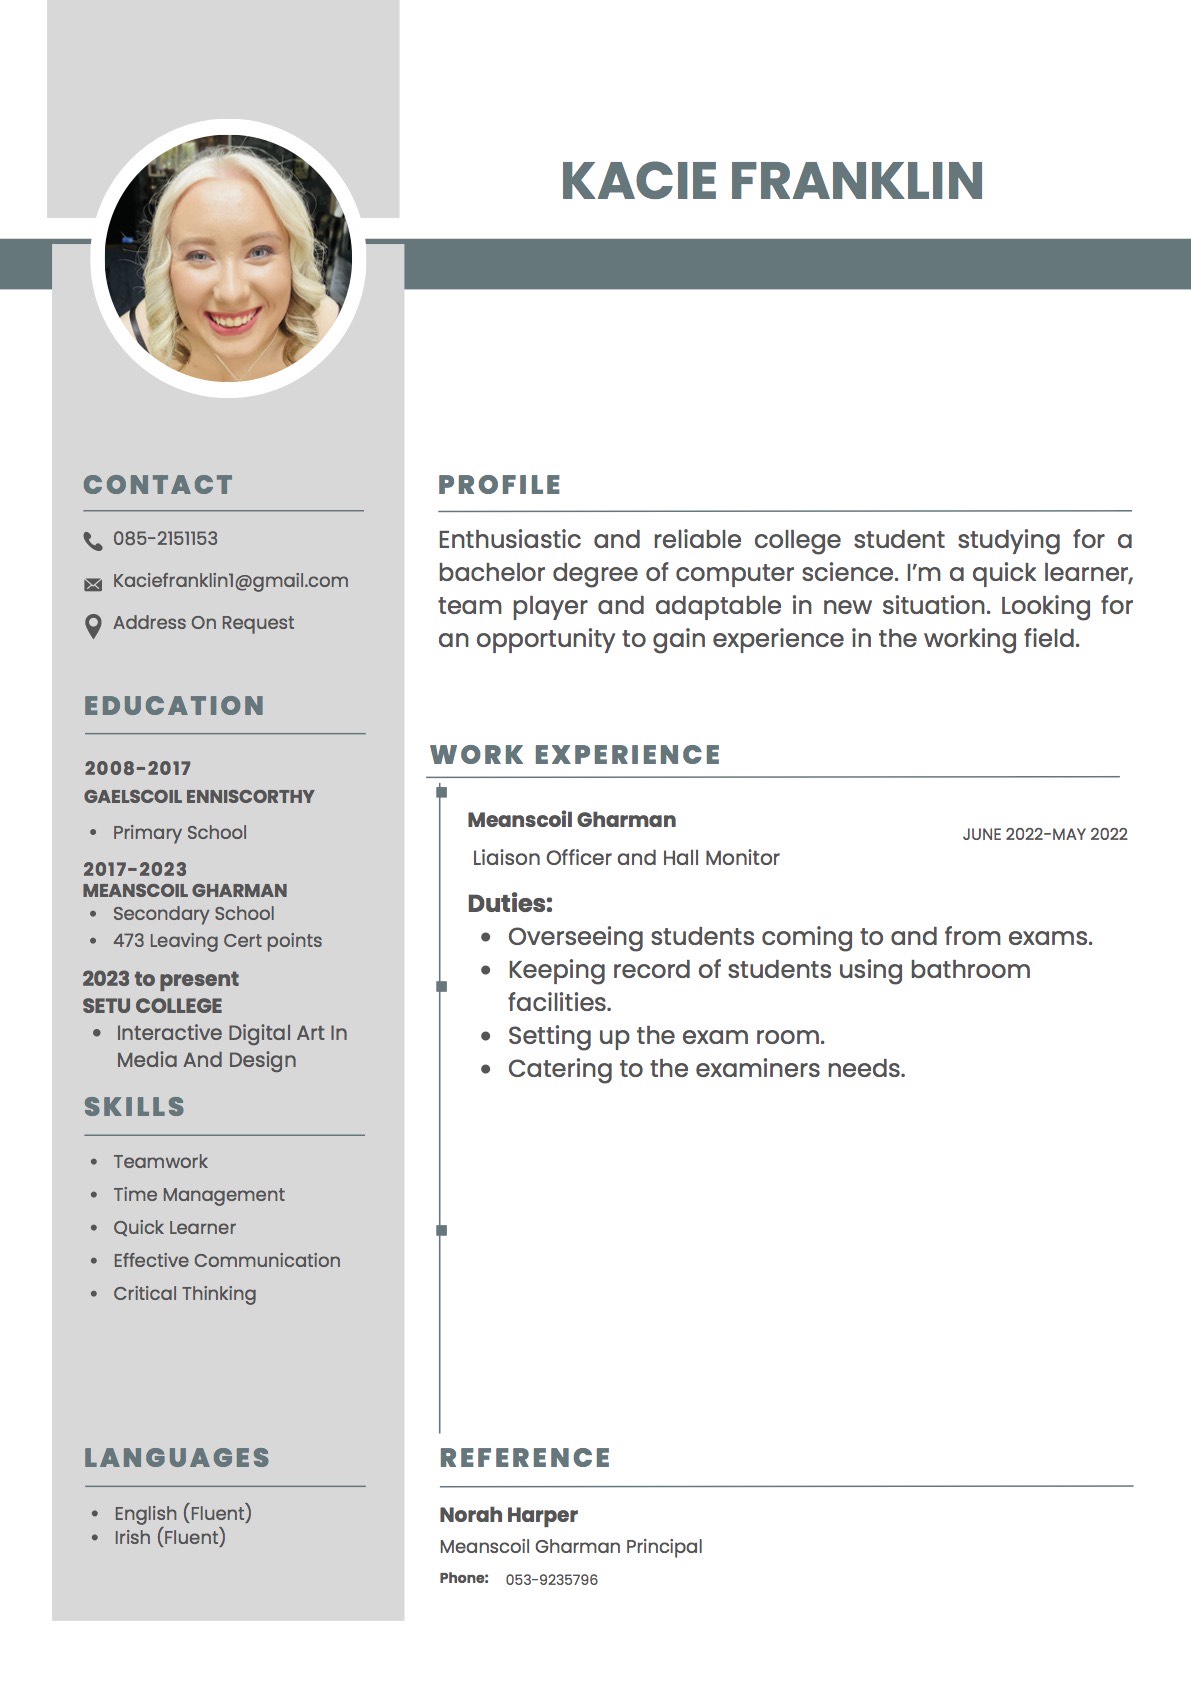 KACIE FRANKLIN
CONTACT
085-2151153
Kaciefranklin1@gmail.com
Address On Request
EDUCATION
2008-2017
GAELSCOIL ENNISCORTHY
• Primary School
2017-2023
MEANSCOIL GHARMAN
• Secondary School
• 473 Leaving Cert points
2023 to present
SETU COLLEGE
• Interactive Digital Art In
Media And Design
SKILLS
• Teamwork
• Time Management
• Quick Learner
• Effective Communication
• Critical Thinking
LANGUAGES
• English (Fluent)
• Irish (Fluent)
PROFILE
Enthusiastic and reliable college student studying for a
bachelor degree of computer science. I’m a quick learner,
team player and adaptable in new situation. Looking for
an opportunity to gain experience in the working field.
WORK EXPERIENCE
Meanscoil Gharman
JUNE 2022-MAY 2022
Liaison Officer and Hall Monitor
Duties:
• Overseeing students coming to and from exams.
• Keeping record of students using bathroom
facilities.
• Setting up the exam room.
• Catering to the examiners needs.
REFERENCE
Norah Harper
Meanscoil Gharman Principal
Phone: 053-9235796